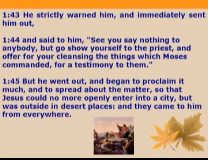 1:43 He strictly warned him, and immediately sent
him out,
1:44 and said to him, "See you say nothing to
anybody, but go show yourself to the priest, and
offer for your cleansing the things which Moses
commanded, for a testimony to them."
1:45 But he went out, and began to proclaim it
much, and to spread about the matter, so that
Jesus could no more openly enter into a city, but
was outside in desert places: and they came to him
from everywhere.